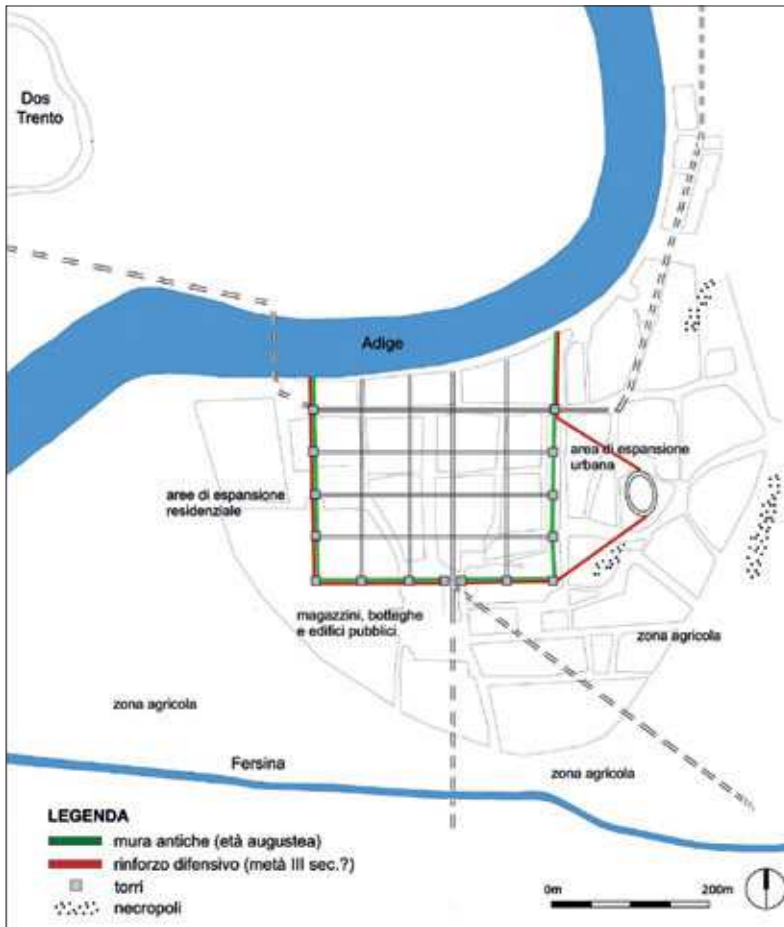 Dos
Trento
Adige
area di espansione
urbana
aree di espansione
residenziale
magazzini, botteghe
e edifici pubblici
zona agricola
zona agricola
Fersina
zona agricola
LEGENDA
mura antiche (età augustea)
rinforzo difensivo (metà III sec.?)
torri
necropoli
0m
200m